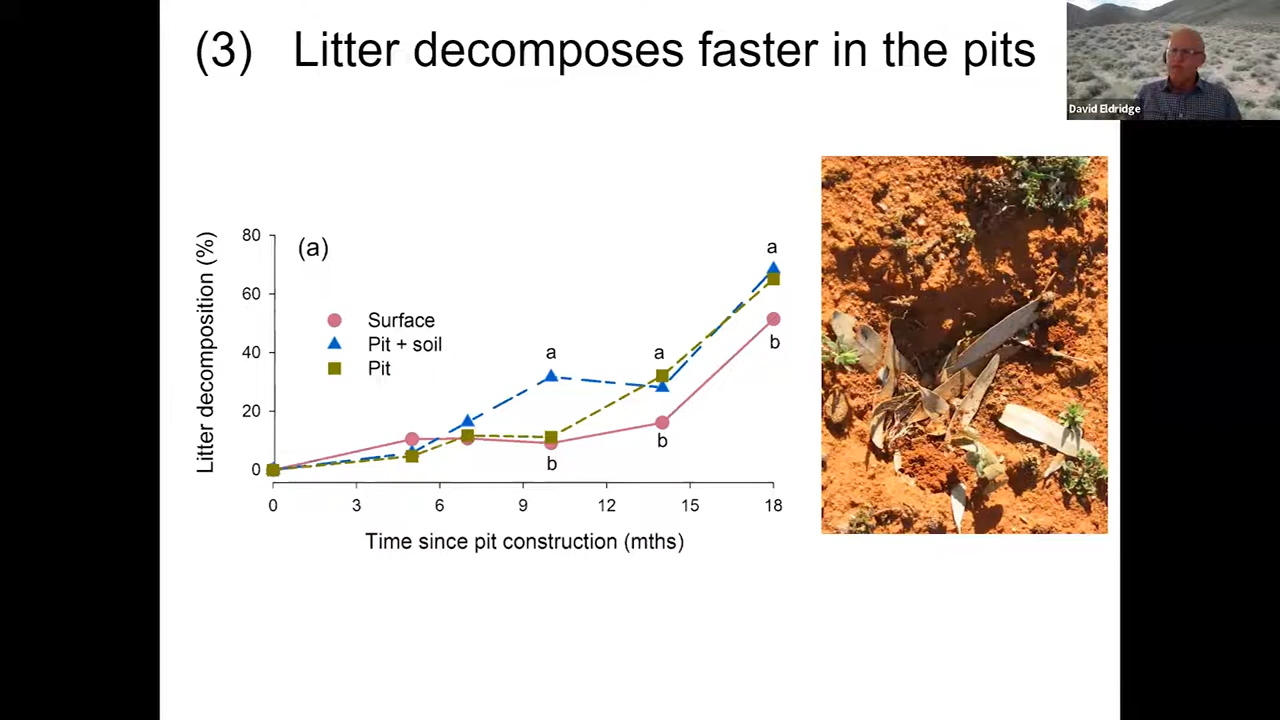 (3) Litter decomposes faster in the pits
David Eldridge
Litter decomposition (%)
80
60
40
20
0
(a)
Surface
Pit + soil
Pit
a
a
a
b
b
b
0 3 6 9 12 15 18
Time since pit construction (mths)